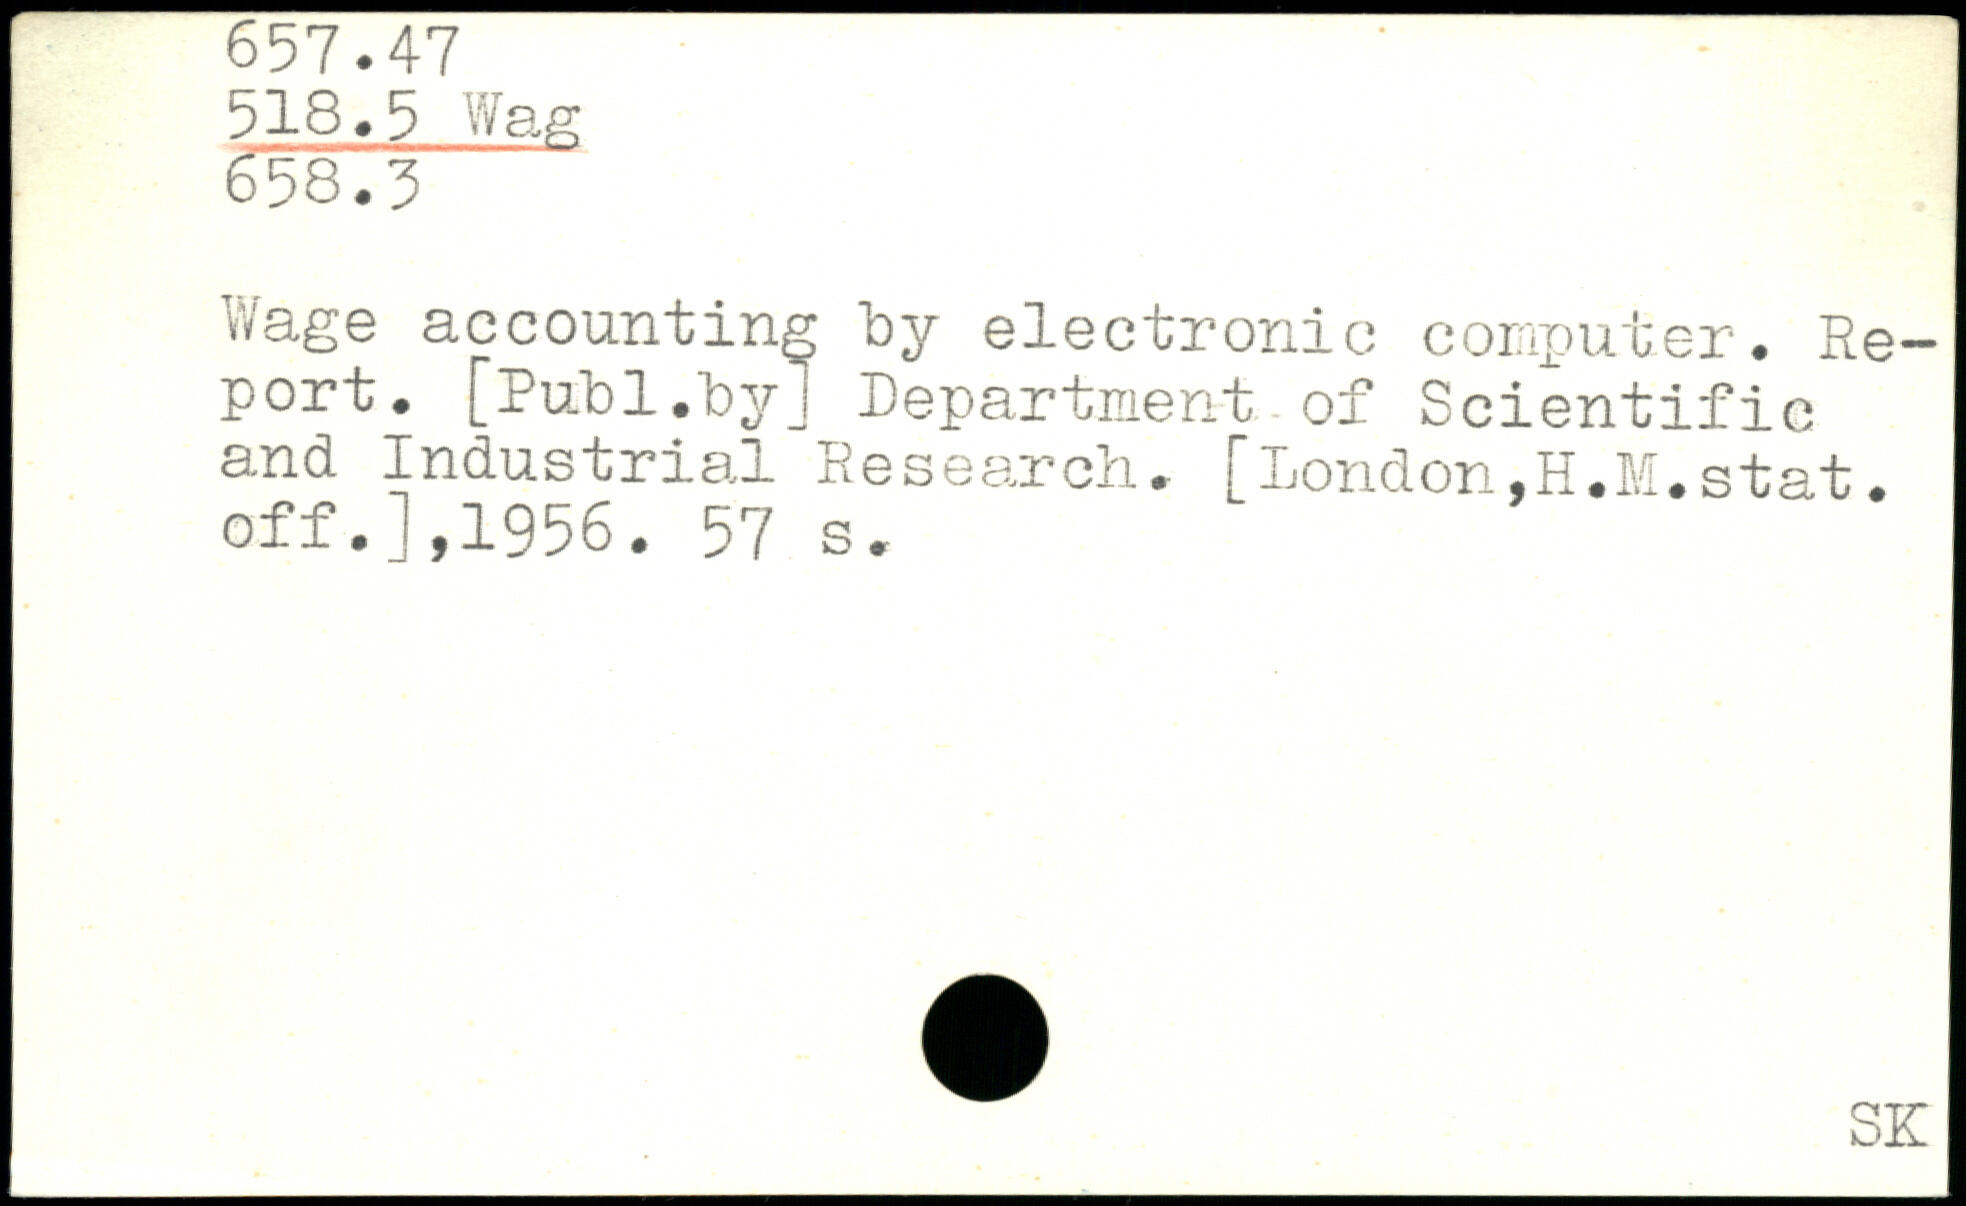 657.47
518.5 Wag
658.3
Wage accounting by electronic computer. Re-
port. [Publ.by] Department of Scientific
and Industrial Research. [London,H.M.stat.
off.],1956. 57 s.
SK